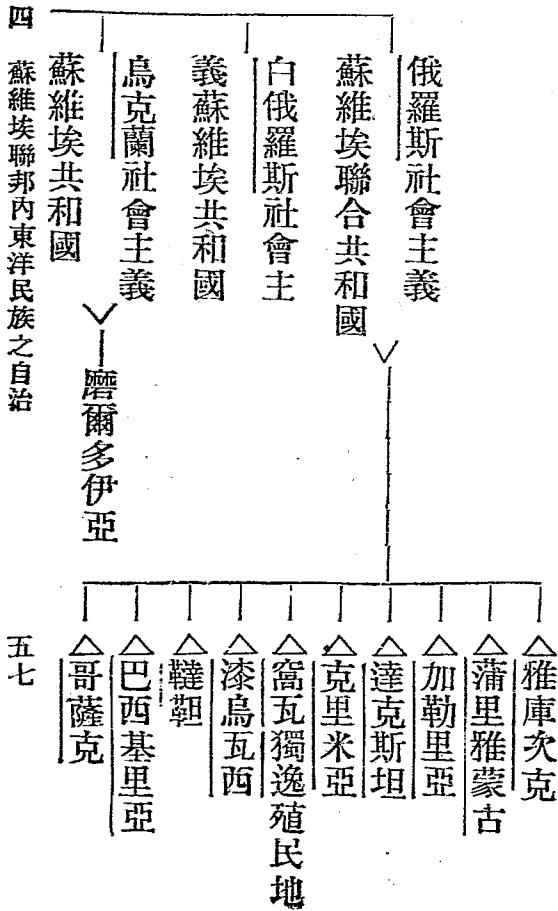 俄羅斯社會主義
蘇維埃聯合共和國
雅庫次克
蒲里雅蒙古
加勒里亞
達克斯坦
克里米亞
窩瓦獨逸殖民地
漆烏瓦西
韃靼
巴西基里亞
哥薩克
白俄羅斯社會主
義蘇維埃共和國
烏克蘭社會主義
蘇維埃共和國
磨爾多伊亞
四 蘇維埃聯邦內東洋民族之自治
五七